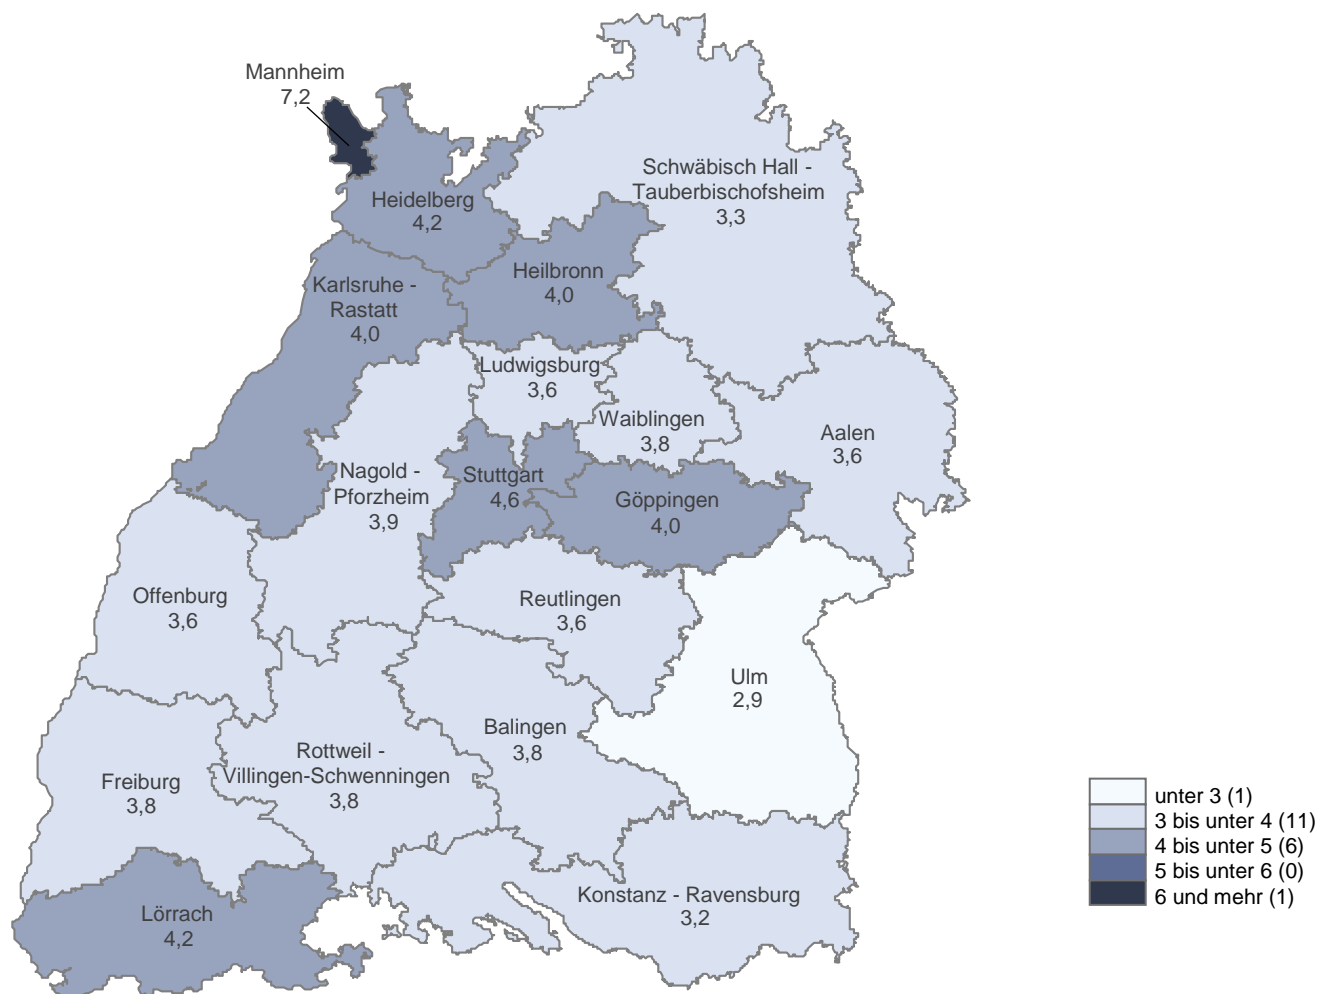 Mannheim
7,2
Schwäbisch Hall -
Tauberbischofsheim
3,3
Heidelberg
4,2
Heilbronn
4,0
Karlsruhe -
Rastatt
4,0
Ludwigsburg
3,6
Waiblingen
3,8
Aalen
3,6
Nagold -
Pforzheim
3,9
Stuttgart
4,6
Göppingen
4,0
Offenburg
3,6
Reutlingen
3,6
Ulm
2,9
Balingen
3,8
Rottweil -
Villingen-Schwenningen
3,8
Freiburg
3,8
Konstanz - Ravensburg
3,2
Lörrach
4,2
unter 3 (1)
3 bis unter 4 (11)
4 bis unter 5 (6)
5 bis unter 6 (0)
6 und mehr (1)